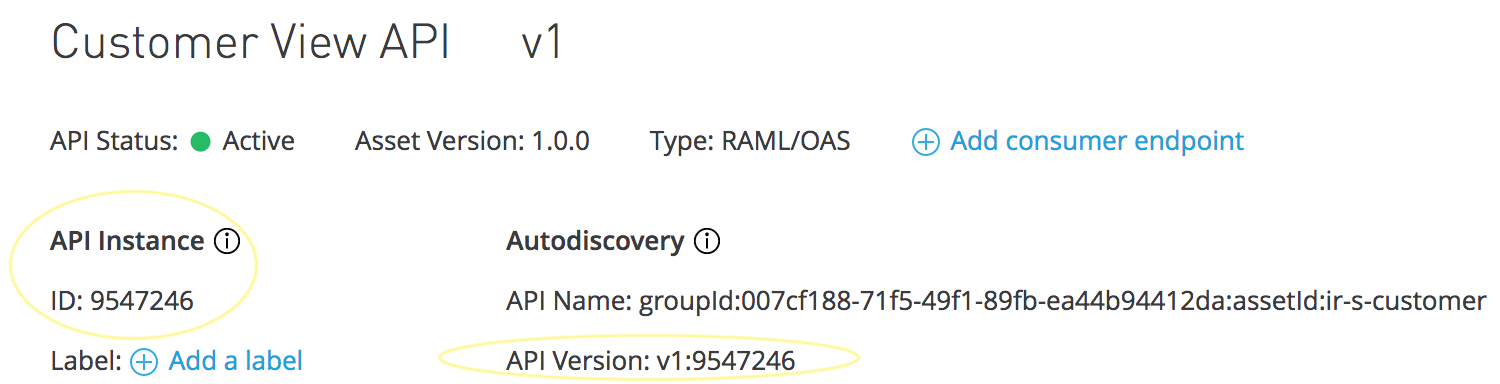 Customer View API v1
API Status: Active Asset Version: 1.0.0 Type: RAML/OAS Add consumer endpoint
API Instance Autodiscovery
ID: 9547246 API Name: groupId:007cf188-71f5-49f1-89fb-ea44b94412da:assetId:ir-s-customer
Label: Add a label API Version: v1:9547246